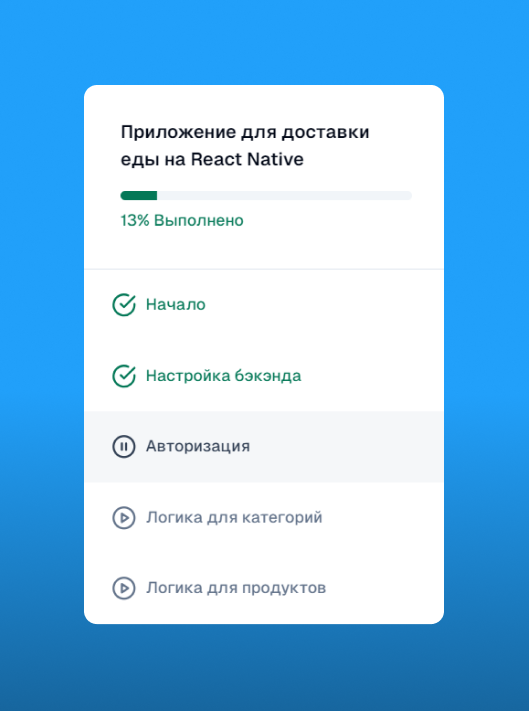 Приложение для доставки
еды на React Native
13% Выполнено
Начало
Настройка бэкэнда
Авторизация
Логика для категорий
Логика для продуктов